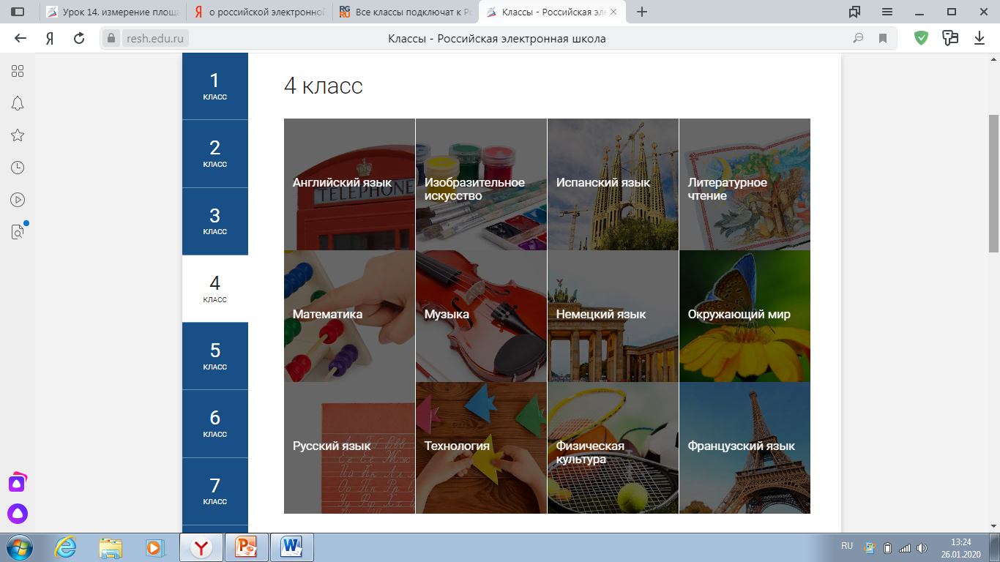 Урок 14. измерение площа
о российской электронной
Все классы подключат к Ро
Классы - Российская эле
resh.edu.ru
Классы - Российская электронная школа
1
КЛАСС
2
КЛАСС
3
КЛАСС
4
КЛАСС
5
КЛАСС
6
КЛАСС
7
КЛАСС
4 класс
Английский язык
TELEPHONE
Изобразительное
искусство
Испанский язык
Литературное
чтение
Математика
Музыка
Немецкий язык
Окружающий мир
Русский язык
Технология
Физическая
культура
Французский язык
RU
13:24
26.01.2020